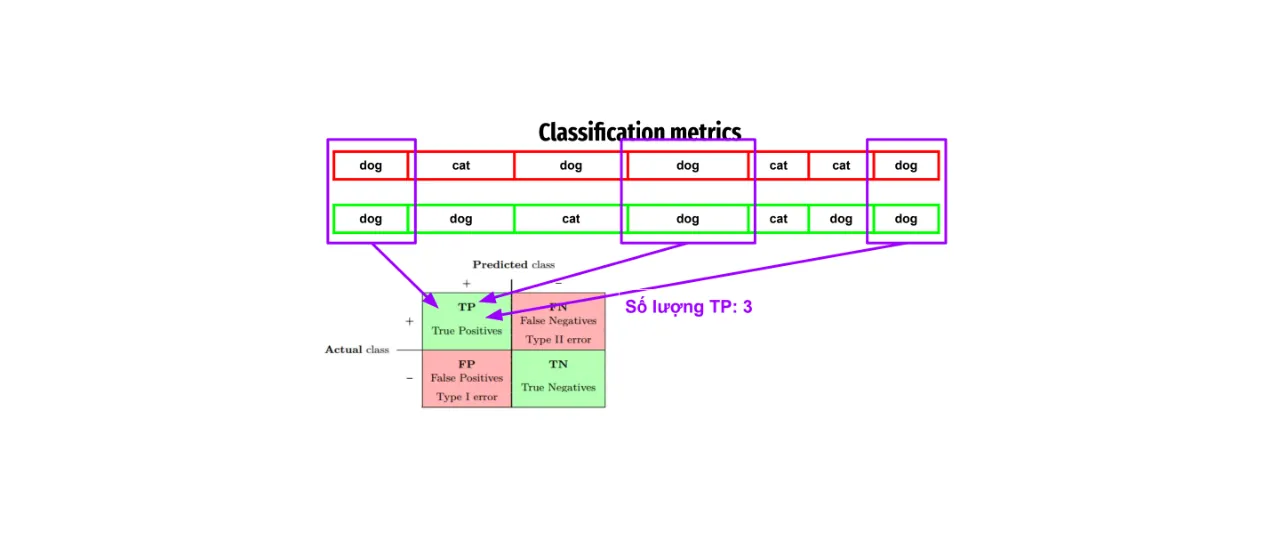 Classification metrics
dog cat dog dog cat cat dog
dog dog cat dog cat dog dog
Predicted class
+ −
TP
True Positives
FN
False Negatives
Type II error
Số lượng TP: 3
+
Actual class
−
FP
False Positives
Type I error
TN
True Negatives